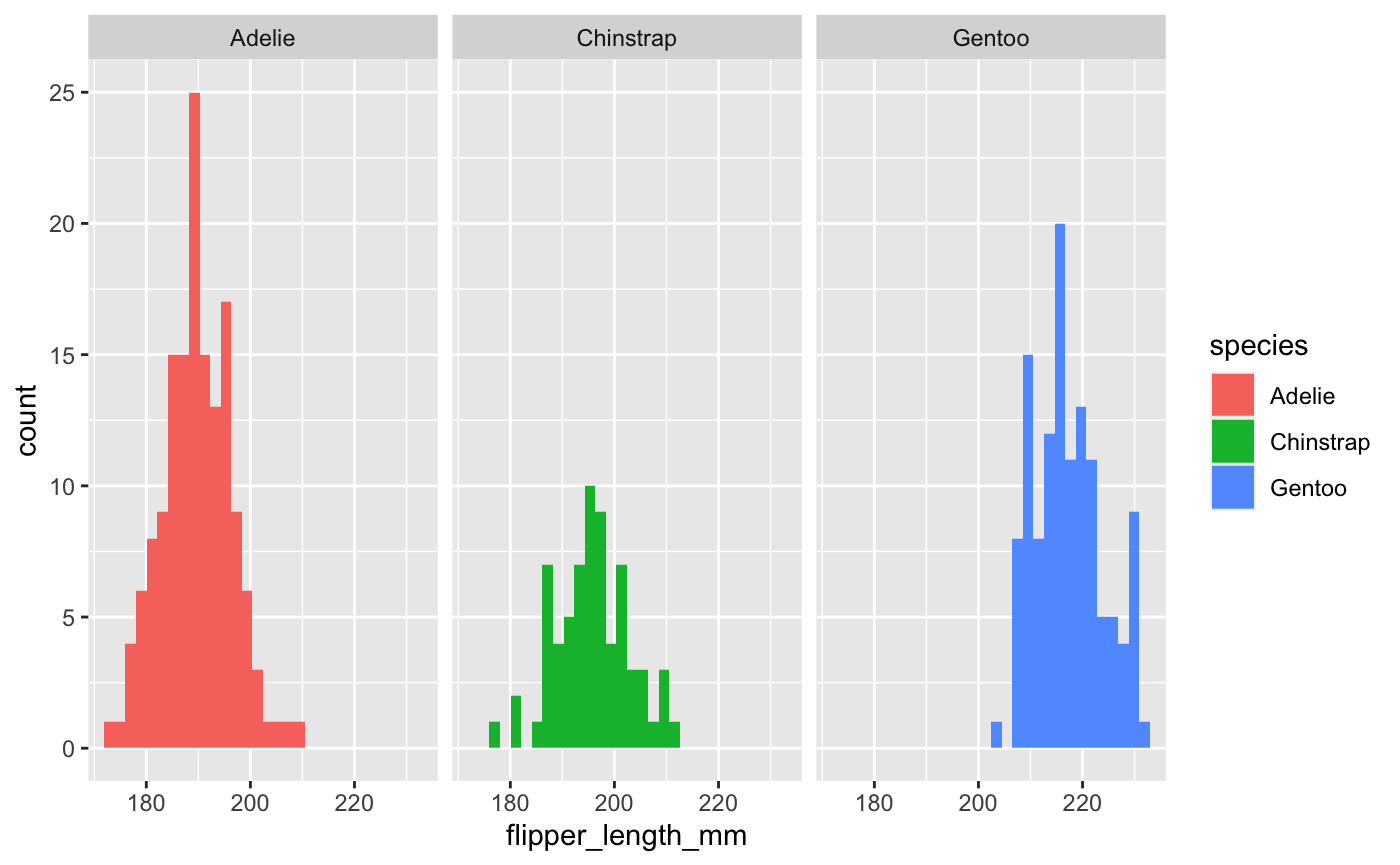 Adelie
Chinstrap
Gentoo
25
20
15
10
5
0
count
180 200 220
180 200 220
180 200 220
flipper_length_mm
species
Adelie
Chinstrap
Gentoo